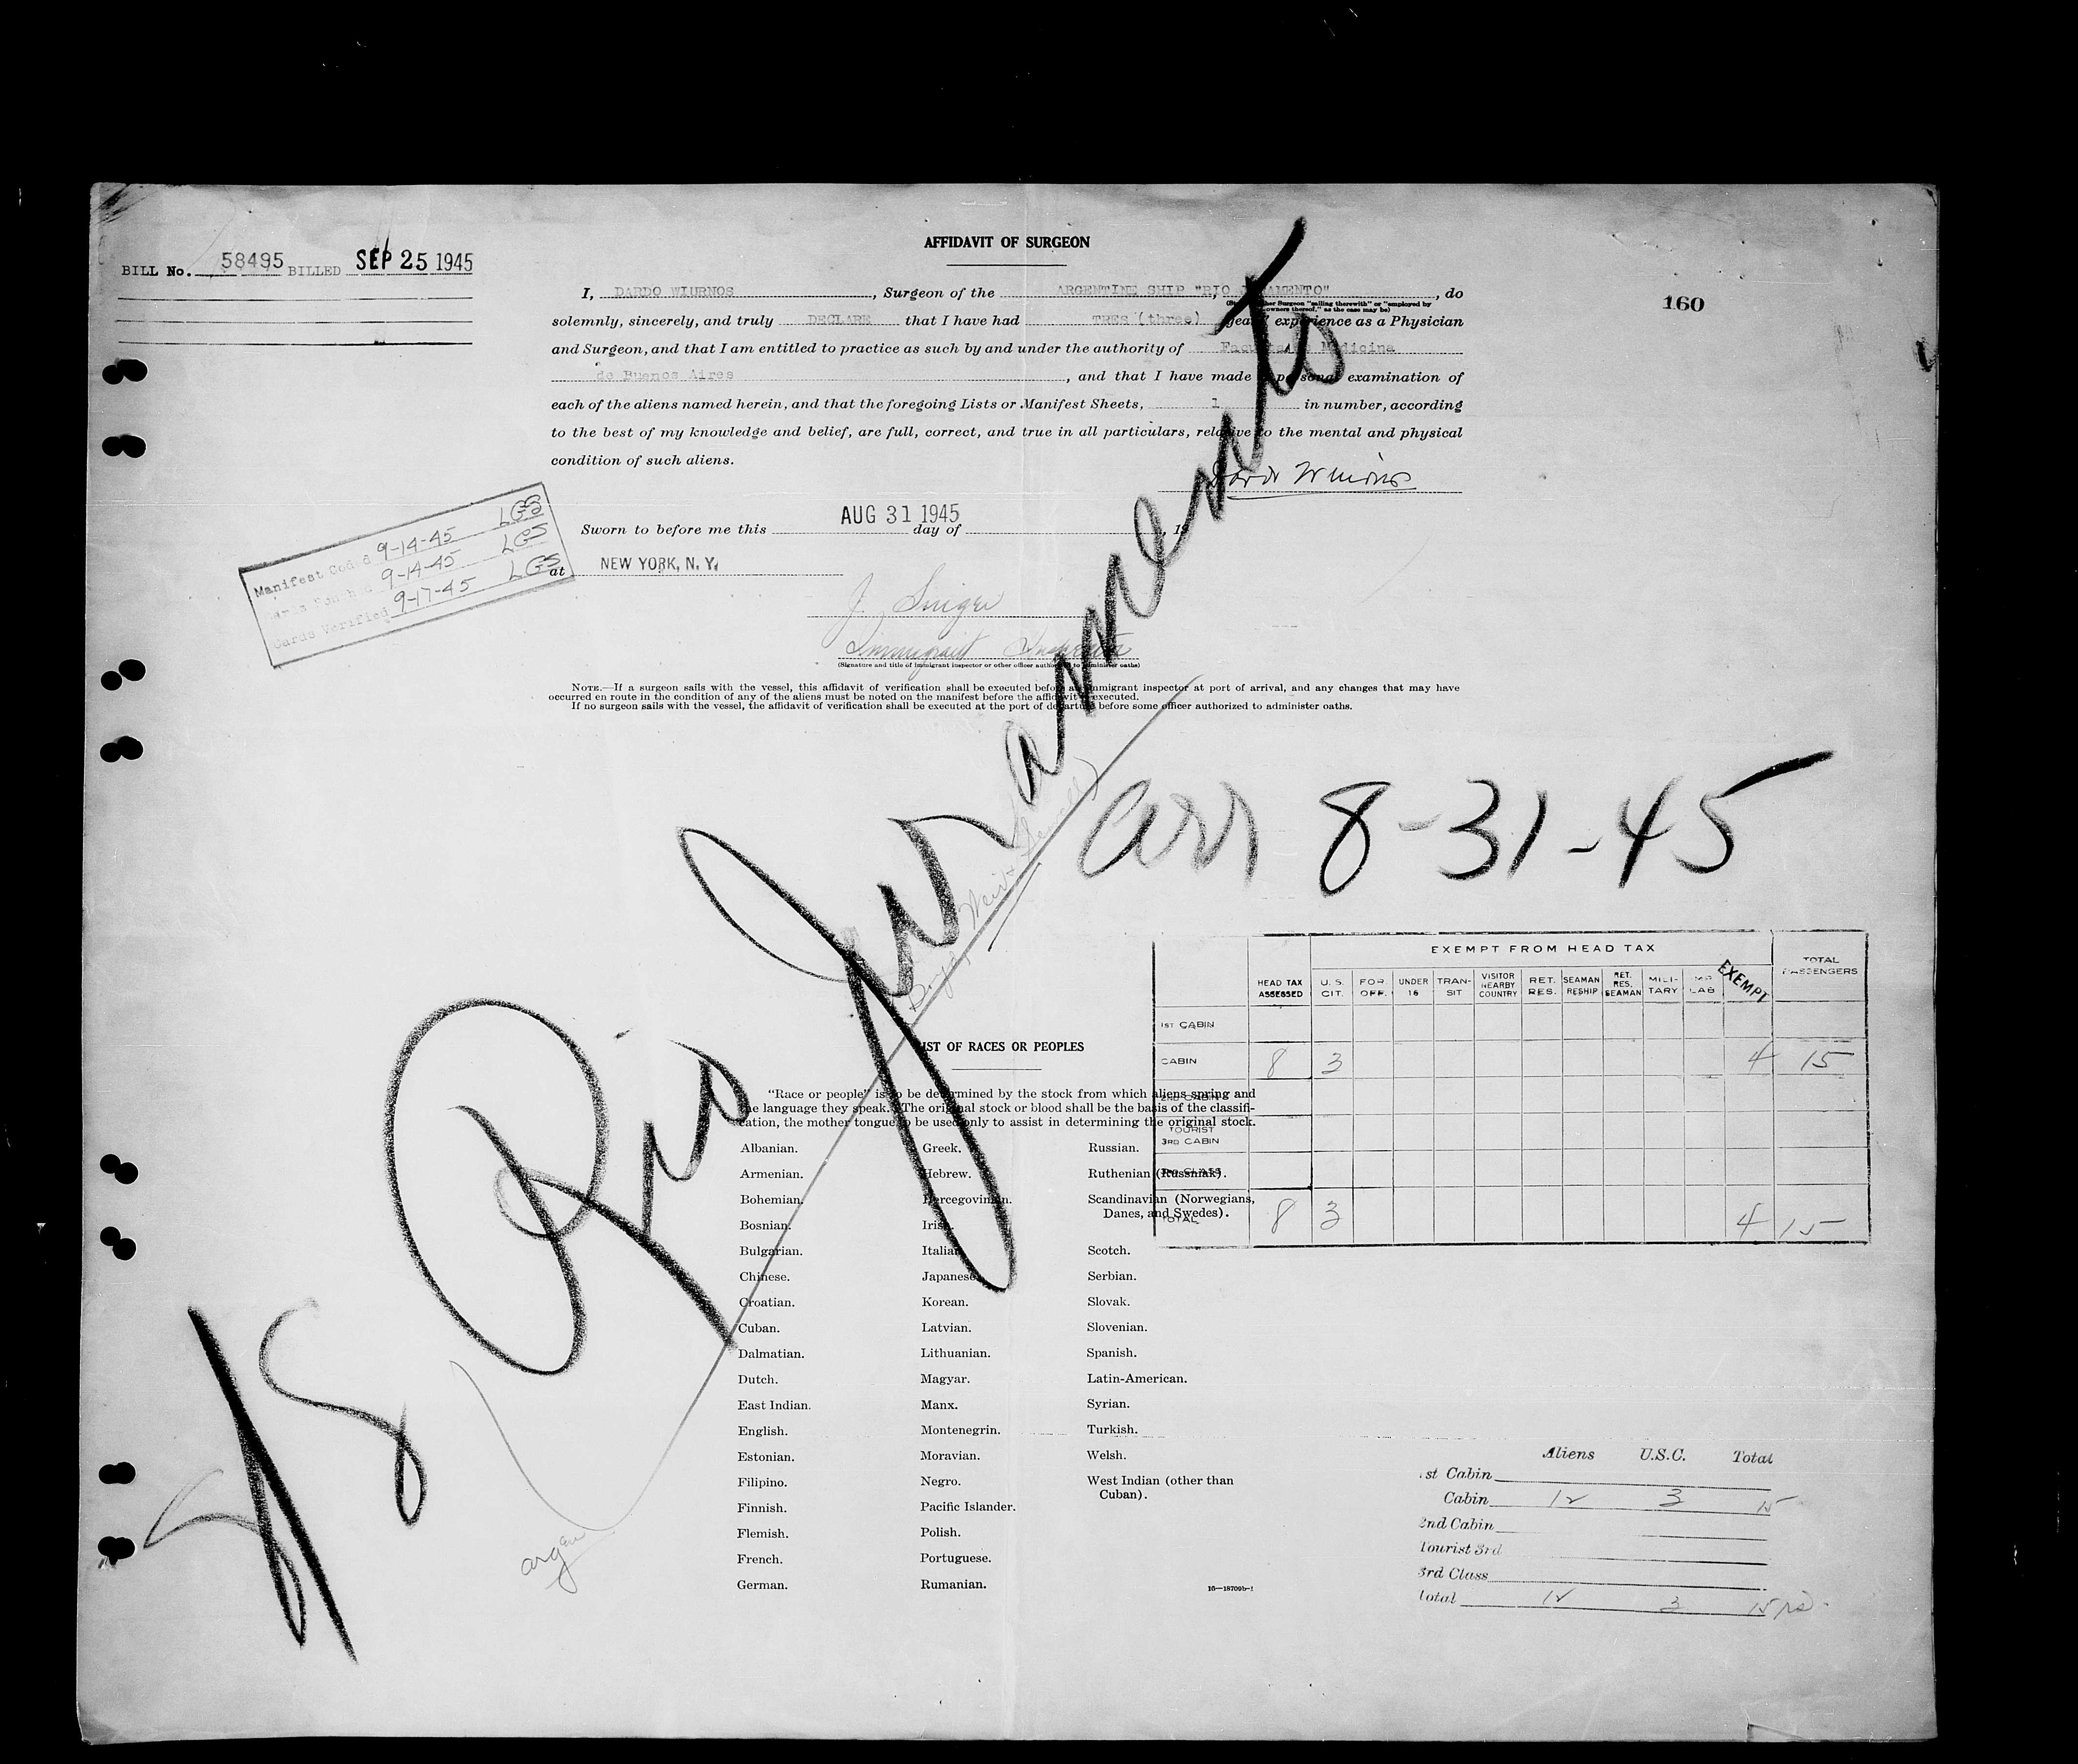 AFFIDAVIT OF SURGEON
BILL No. 58495 BILLED SEP 25 1945
160
I, DARDO WIURNOS, Surgeon of the ARGENTINE SHIP "RIO JURAMENTO", do
solemnly, sincerely, and truly DECLARE that I have had TRES (three) years' experience as a Physician
and Surgeon, and that I am entitled to practice as such by and under the authority of Medicina
de Buenos Aires, and that I have made personal examination of
each of the aliens named herein, and that the foregoing Lists or Manifest Sheets, 1 in number, according
to the best of my knowledge and belief, are full, correct, and true in all particulars, relative to the mental and physical
condition of such aliens.
Sworn to before me this AUG 31 1945 day of , 19
at NEW YORK, N. Y.
J. Singer
Immigrant Inspector
(Signature and title of immigrant inspector or other officer authorized to administer oaths)
Manifest Cod d 9-14-45 LGS
9-14-45 LGS
Cards Verified 9-17-45 LGS
NOTE.—If a surgeon sails with the vessel, this affidavit of verification shall be executed before an immigrant inspector at port of arrival, and any changes that may have
occurred en route in the condition of any of the aliens must be noted on the manifest before the affidavit is executed.
If no surgeon sails with the vessel, the affidavit of verification shall be executed at the port of departure before some officer authorized to administer oaths.
SS Rio Juramento
arr 8-31-45
EXEMPT FROM HEAD TAX
HEAD TAX ASSESSED U. S. CIT. FOR. OFF. UNDER 16 TRANSIT VISITOR NEARBY COUNTRY RET. RES. SEAMAN RESHIP RET. RES. SEAMAN MILITARY LAB EXEMPT TOTAL PASSENGERS
1ST CABIN
CABIN 8 3 4 15
2ND CABIN
TOURIST 3RD CABIN
3RD CLASS
TOTAL 8 3 4 15
LIST OF RACES OR PEOPLES
"Race or people" is to be determined by the stock from which aliens spring and
the language they speak. The original stock or blood shall be the basis of the classifi-
cation, the mother tongue to be used only to assist in determining the original stock.
Albanian. Greek. Russian.
Armenian. Hebrew. Ruthenian (Russniak).
Bohemian. Hercegovinian. Scandinavian (Norwegians,
Danes, and Swedes).
Bosnian. Irish.
Bulgarian. Italian. Scotch.
Chinese. Japanese. Serbian.
Croatian. Korean. Slovak.
Cuban. Latvian. Slovenian.
Dalmatian. Lithuanian. Spanish.
Dutch. Magyar. Latin-American.
East Indian. Manx. Syrian.
English. Montenegrin. Turkish.
Estonian. Moravian. Welsh.
Filipino. Negro. West Indian (other than
Cuban).
Finnish. Pacific Islander.
Flemish. Polish.
French. Portuguese.
German. Rumanian.
16—18709b-1
argen
Aliens U.S.C. Total
1st Cabin
Cabin 12 3 15
2nd Cabin
Tourist 3rd
3rd Class
Total 12 3 15